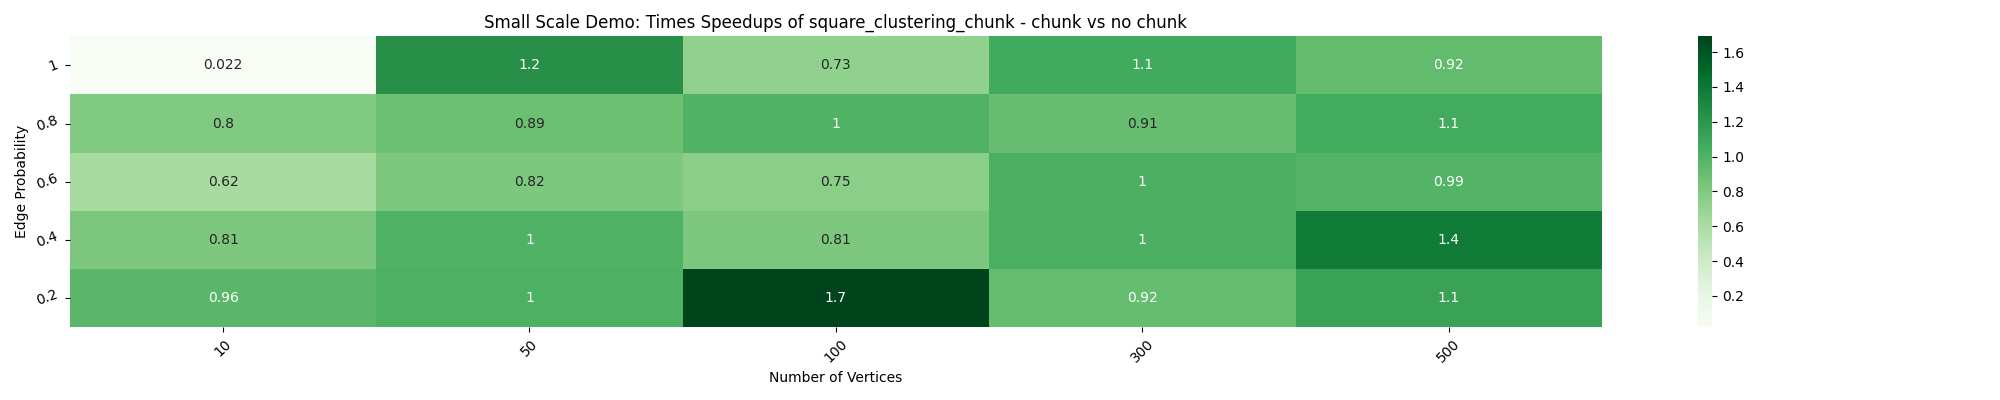 Small Scale Demo: Times Speedups of square_clustering_chunk - chunk vs no chunk
Edge Probability
1 0.022 1.2 0.73 1.1 0.92
0.8 0.8 0.89 1 0.91 1.1
0.6 0.62 0.82 0.75 1 0.99
0.4 0.81 1 0.81 1 1.4
0.2 0.96 1 1.7 0.92 1.1
10 50 100 300 500
Number of Vertices
1.6
1.4
1.2
1.0
0.8
0.6
0.4
0.2